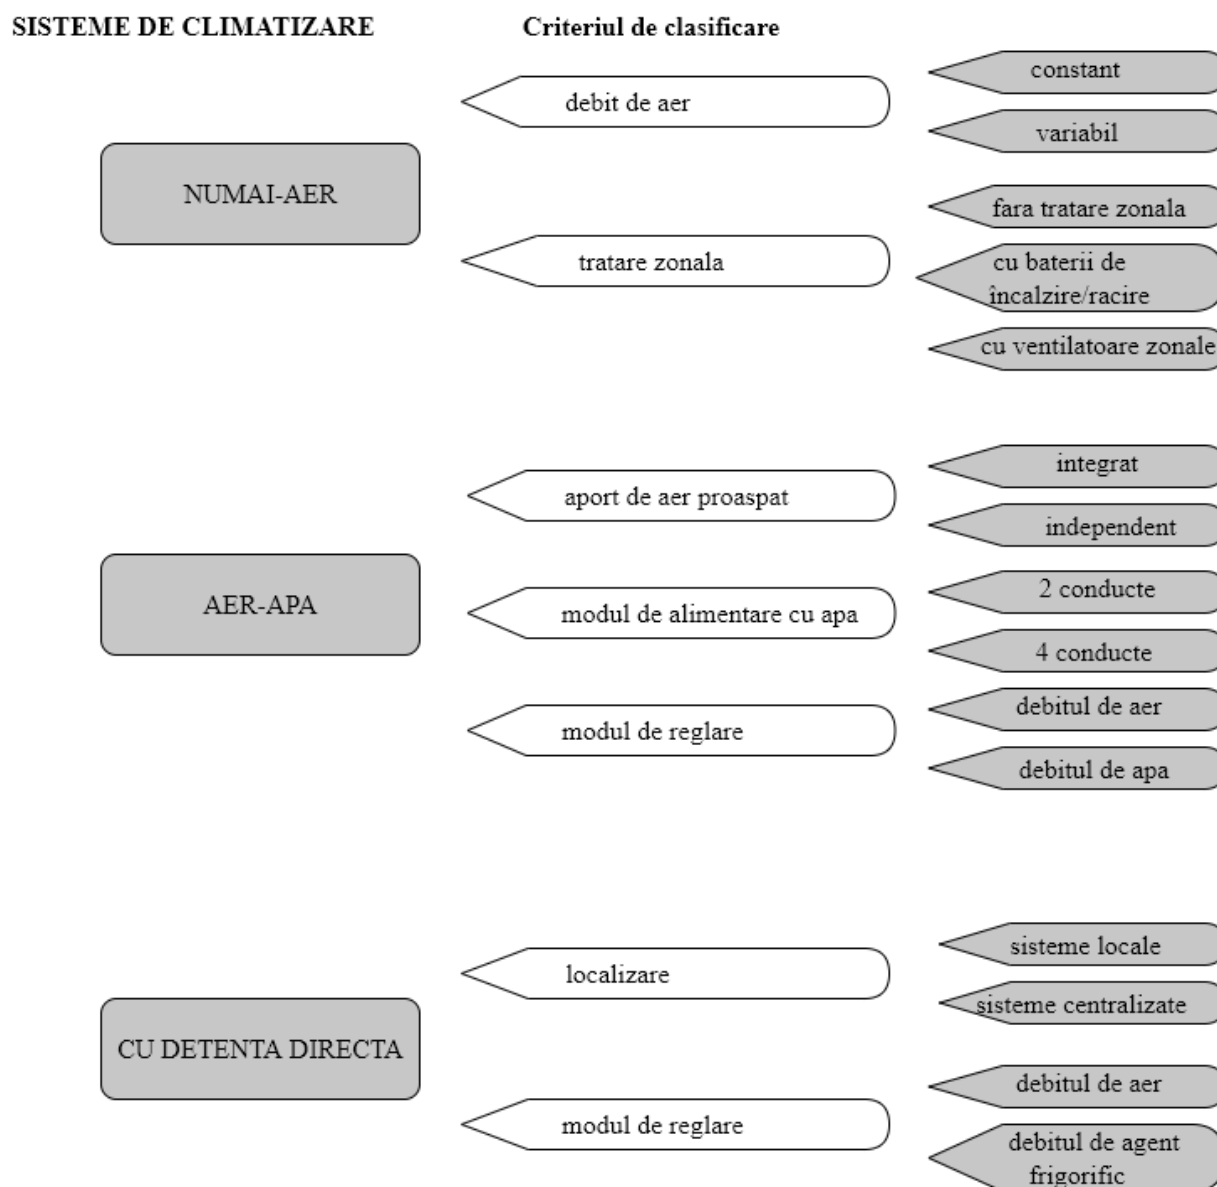 SISTEME DE CLIMATIZARE
Criteriul de clasificare
NUMAI-AER
debit de aer
constant
variabil
tratare zonala
fara tratare zonala
cu baterii de
încalzire/racire
cu ventilatoare zonale
AER-APA
aport de aer proaspat
integrat
independent
modul de alimentare cu apa
2 conducte
4 conducte
modul de reglare
debitul de aer
debitul de apa
CU DETENTA DIRECTA
localizare
sisteme locale
sisteme centralizate
modul de reglare
debitul de aer
debitul de agent
frigorific